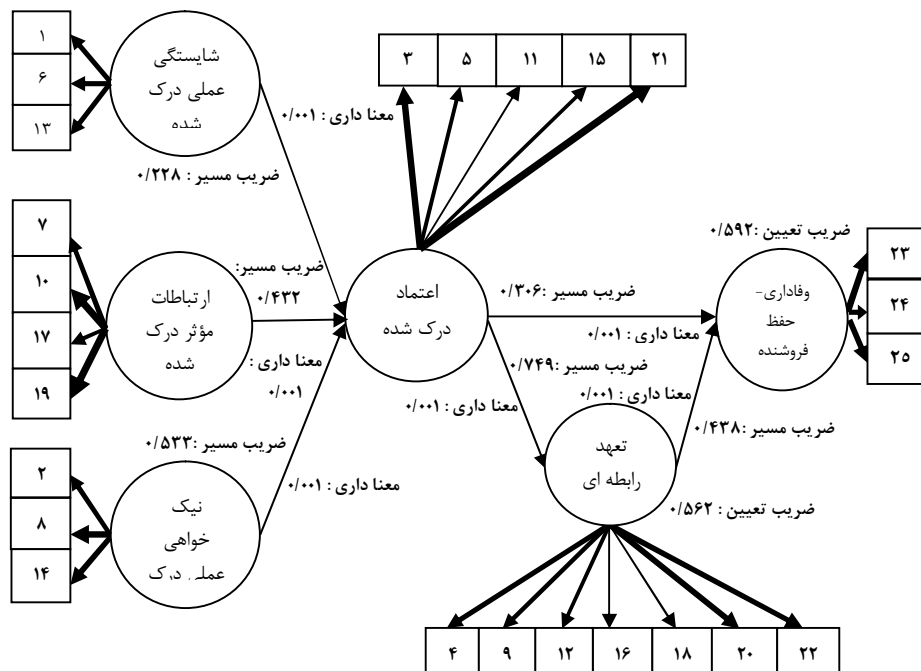 ۱
۶
۱۳
شایستگی
عملی درک
شده
معنا داری : ۰/۰۰۱
ضریب مسیر : ۰/۲۲۸
۳
۵
۱۱
۱۵
۲۱
۷
۱۰
۱۷
۱۹
ارتباطات
مؤثر درک
شده
ضریب مسیر:
۰/۴۳۲
معنا داری :
۰/۰۰۱
اعتماد
درک شده
ضریب مسیر :۰/۳۰۶
معنا داری : ۰/۰۰۱
ضریب تعیین :۰/۵۹۲
وفاداری-
حفظ
فروشنده
۲۳
۲۴
۲۵
ضریب مسیر :۰/۷۴۹
معنا داری : ۰/۰۰۱
معنا داری : ۰/۰۰۱
ضریب مسیر :۰/۴۳۸
تعهد
رابطه ای
ضریب تعیین : ۰/۵۶۲
۲
۸
۱۴
نیک
خواهی
عملی درک
ضریب مسیر :۰/۵۳۳
معنا داری : ۰/۰۰۱
۴
۹
۱۲
۱۶
۱۸
۲۰
۲۲